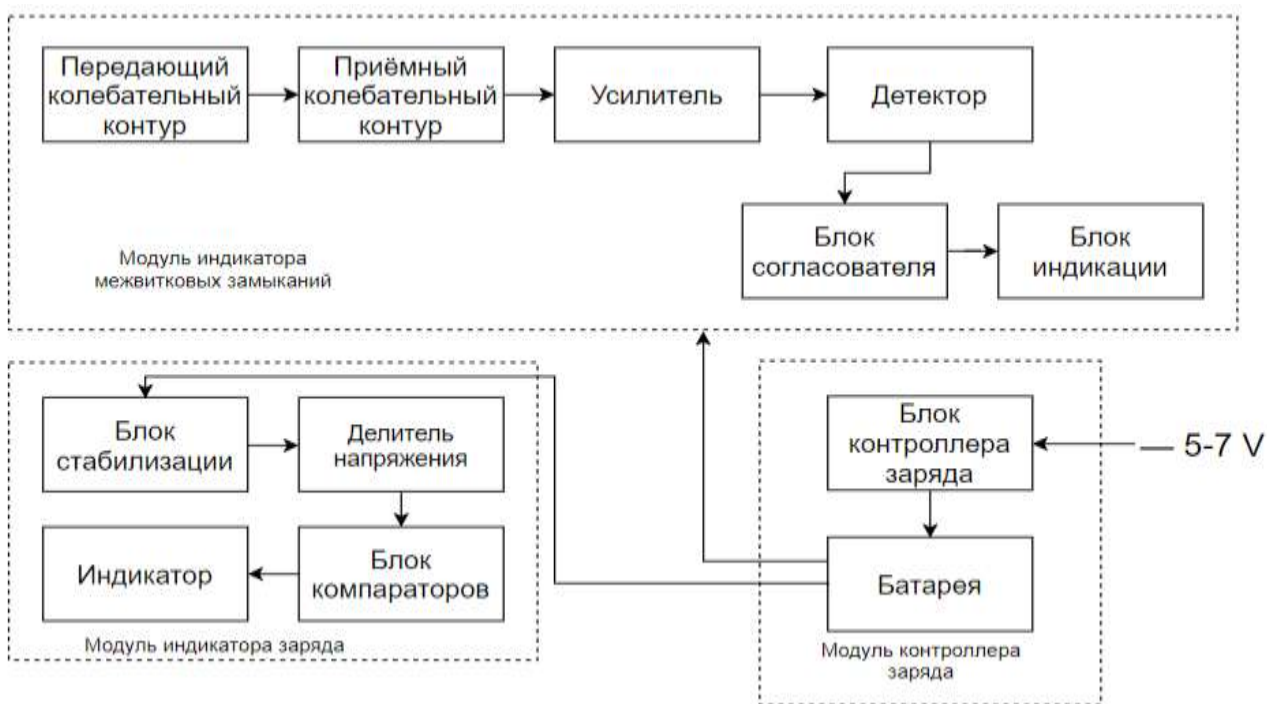 Передающий
колебательный
контур
Приёмный
колебательный
контур
Усилитель
Детектор
Блок
согласователя
Блок
индикации
Модуль индикатора
межвитковых замыканий
Блок
стабилизации
Делитель
напряжения
Индикатор
Блок
компараторов
Модуль индикатора заряда
Блок
контроллера
заряда
— 5-7 V
Батарея
Модуль контроллера
заряда